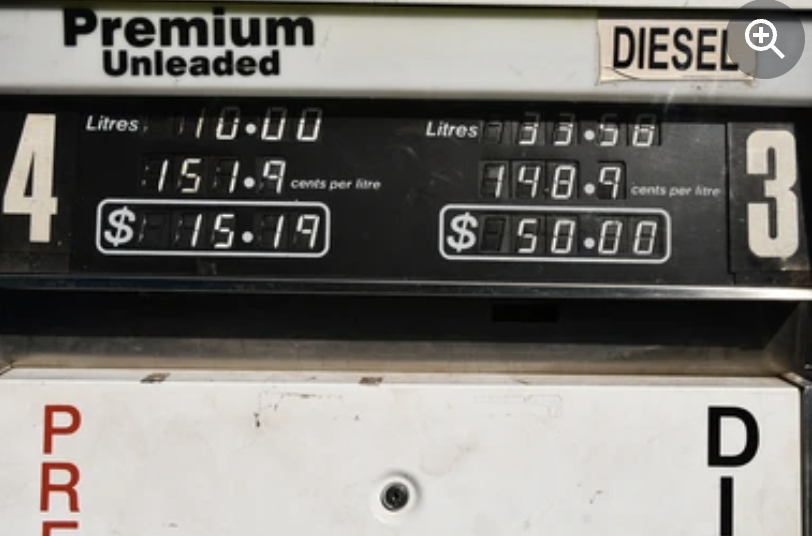 Premium
Unleaded
DIESEL
4
Litres 10.00
151.9 cents per litre
$ 15.19
Litres 33.58
148.9 cents per litre
$ 50.00
3
P
R
E
D
I